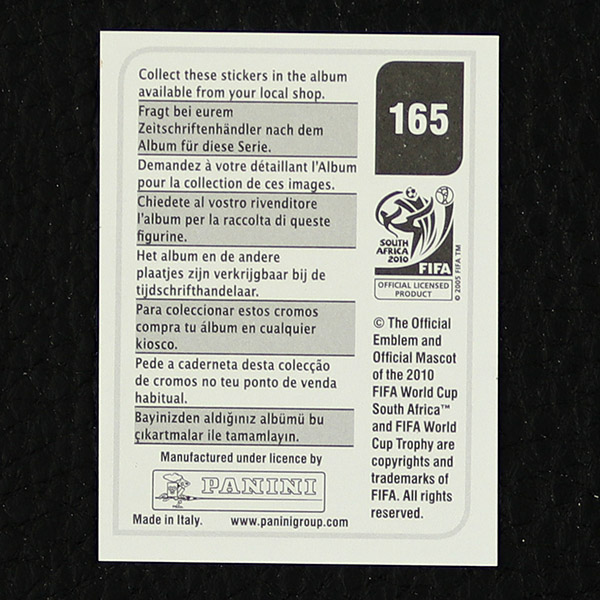 Collect these stickers in the album
available from your local shop.
Fragt bei eurem
Zeitschriftenhändler nach dem
Album für diese Serie.
Demandez à votre détaillant l'Album
pour la collection de ces images.
Chiedete al vostro rivenditore
l'album per la raccolta di queste
figurine.
Het album en de andere
plaatjes zijn verkrijgbaar bij de
tijdschrifthandelaar.
Para coleccionar estos cromos
compra tu álbum en cualquier
kiosco.
Pede a caderneta desta colecção
de cromos no teu ponto de venda
habitual.
Bayinizden aldığınız albümü bu
çıkartmalar ile tamamlayın.
Manufactured under licence by
PANINI
Made in Italy. www.paninigroup.com
165
SOUTH
AFRICA
2010
FIFA
© 2005 FIFA TM
OFFICIAL LICENSED
PRODUCT
© The Official
Emblem and
Official Mascot
of the 2010
FIFA World Cup
South Africa™
and FIFA World
Cup Trophy are
copyrights and
trademarks of
FIFA. All rights
reserved.